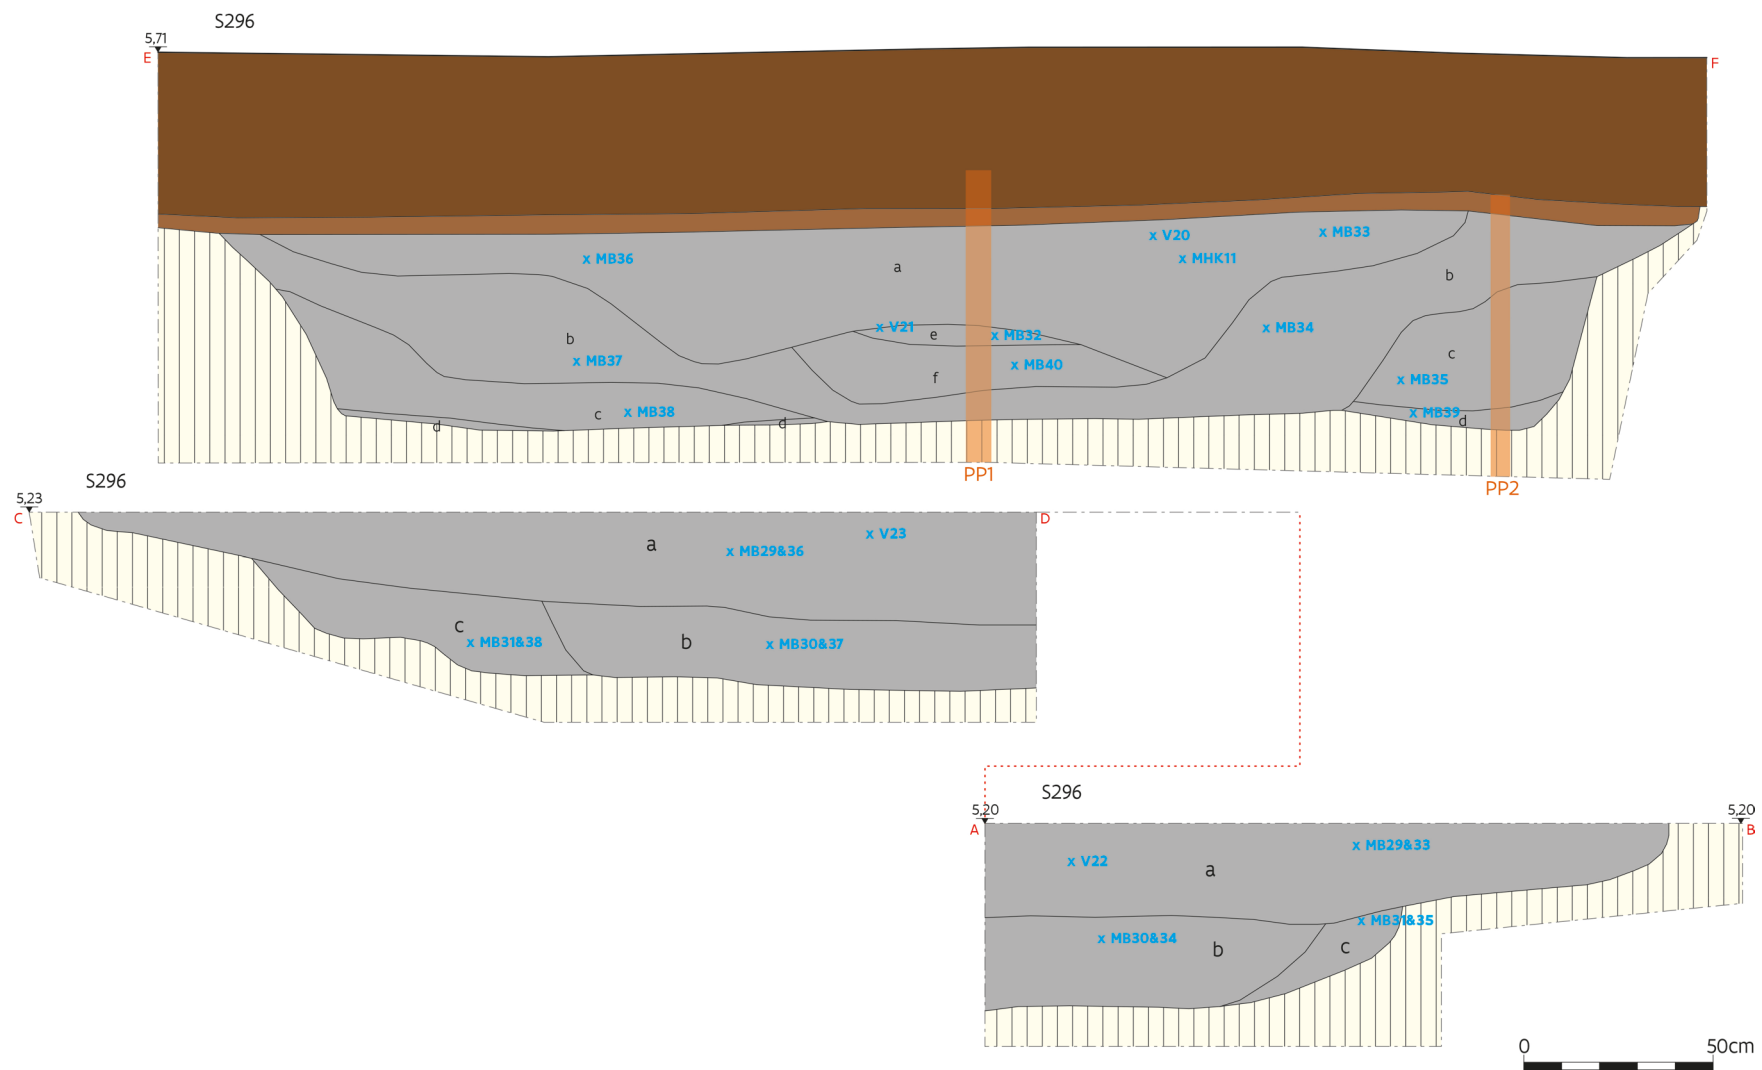 S296
5,71
E
F
x V20
x MB33
x MB36
x MHK11
a
b
x V21
x MB34
e
x MB32
b
c
x MB37
x MB40
f
x MB35
c
x MB38
x MB39
d
d
d
PP1
PP2
S296
5,23
C
D
x V23
a
x MB29&36
c
x MB31&38
b
x MB30&37
S296
5,20
5,20
A
B
x MB29&33
x V22
a
x MB31&35
x MB30&34
b
c
0
50cm